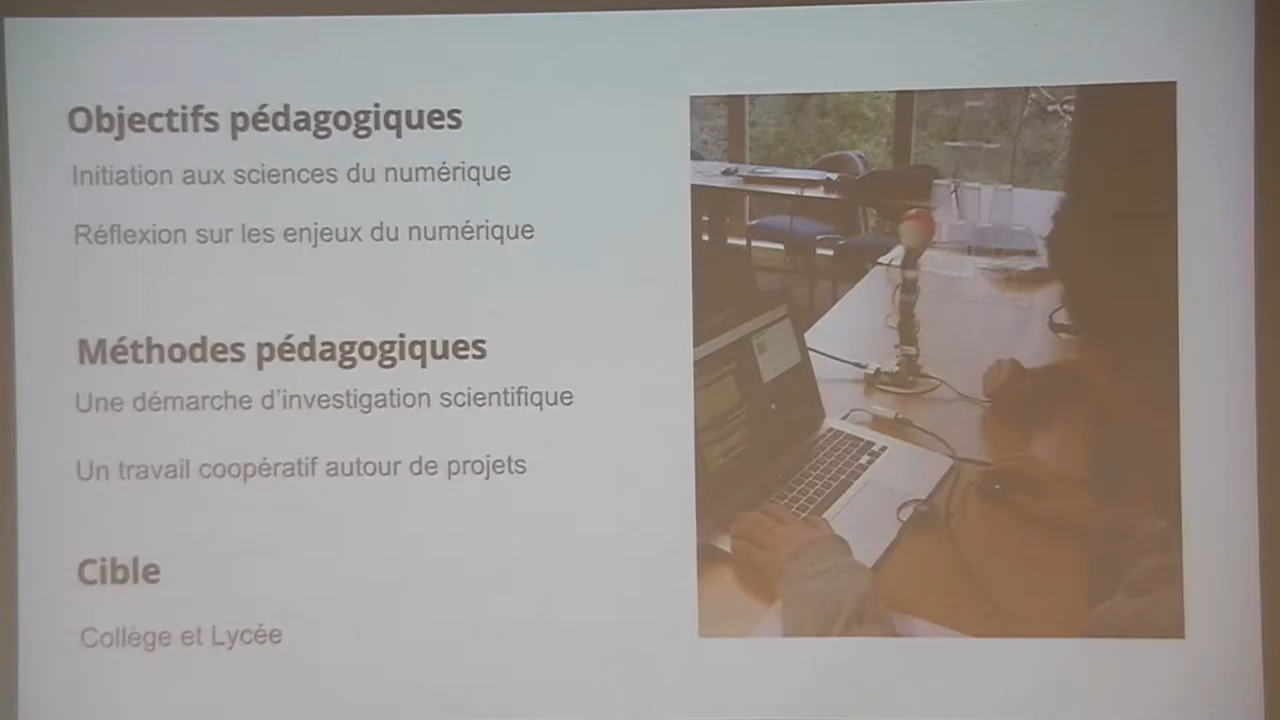 Objectifs pédagogiques
Initiation aux sciences du numérique
Réflexion sur les enjeux du numérique
Méthodes pédagogiques
Une démarche d'investigation scientifique
Un travail coopératif autour de projets
Cible
Collège et Lycée